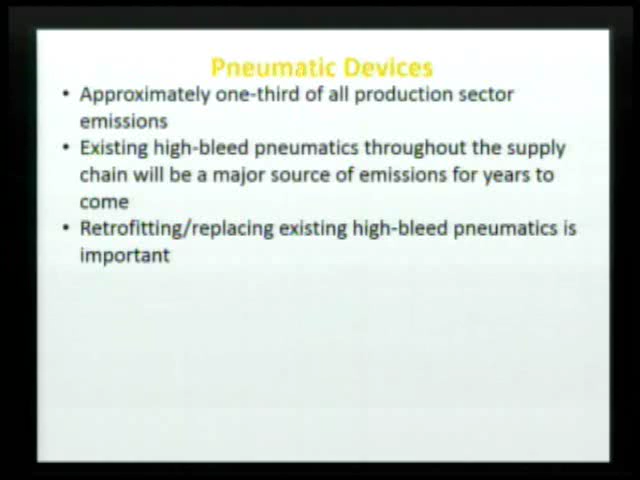 Pneumatic Devices
• Approximately one-third of all production sector
emissions
• Existing high-bleed pneumatics throughout the supply
chain will be a major source of emissions for years to
come
• Retrofitting/replacing existing high-bleed pneumatics is
important